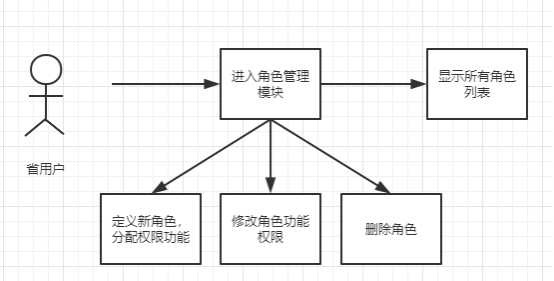 进入角色管理
模块
显示所有角色
列表
省用户
定义新角色，
分配权限功能
修改角色功能
权限
删除角色